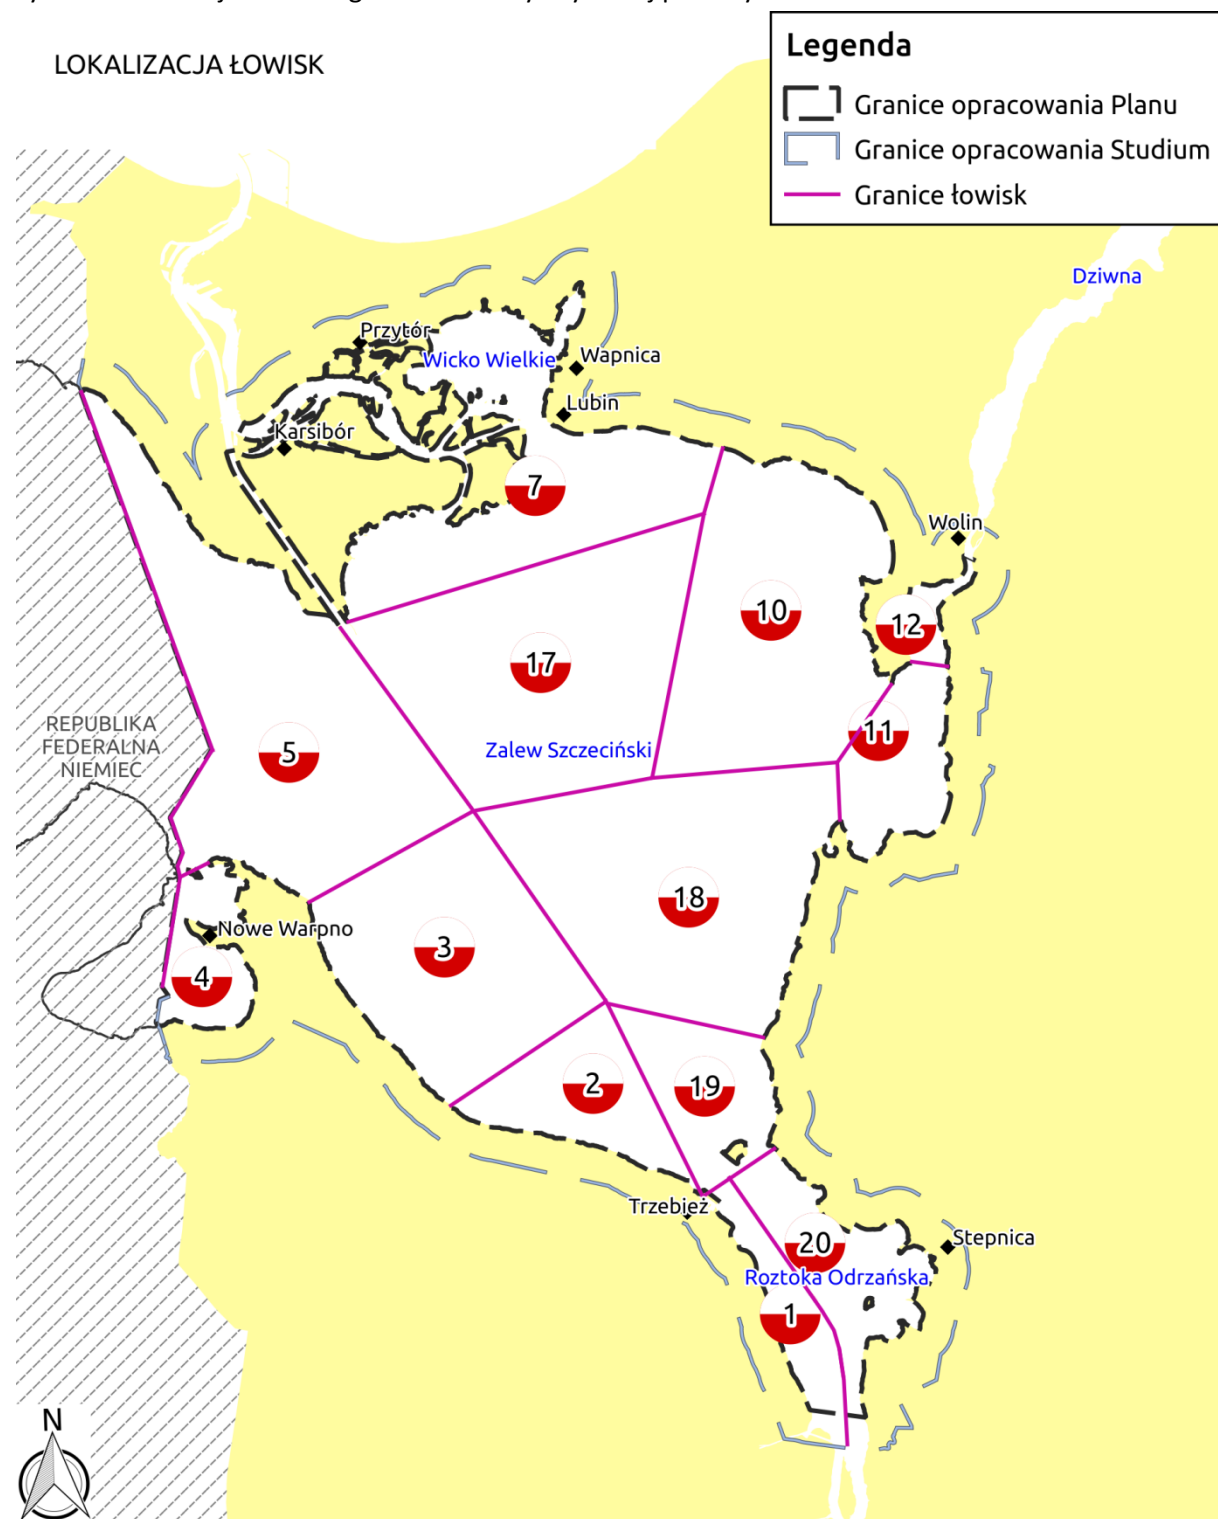 LOKALIZACJA ŁOWISK
Legenda
Granice opracowania Planu
Granice opracowania Studium
Granice łowisk
Dziwna
Przytór
Wicko Wielkie
Wapnica
Lubin
Karsibór
7
Wolin
10
12
17
REPUBLIKA
FEDERALNA
NIEMIEC
5
Zalew Szczeciński
11
18
Nowe Warpno
3
4
2
19
Trzebież
20
Stepnica
Roztoka Odrzańska
1
N